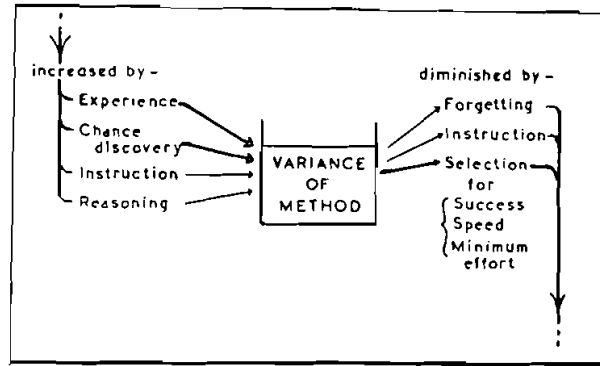 increased by -
Experience
Chance
discovery
Instruction
Reasoning
VARIANCE
OF
METHOD
diminished by -
Forgetting
Instruction
Selection
for
Success
Speed
Minimum
effort